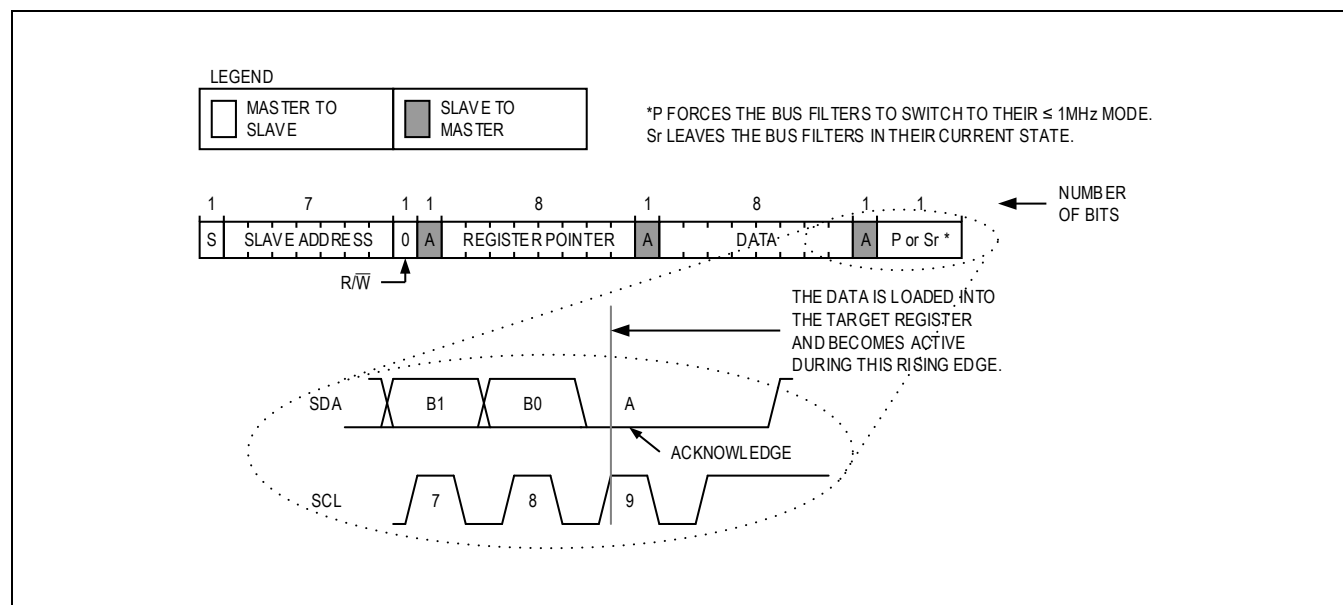 LEGEND
MASTER TO
SLAVE
SLAVE TO
MASTER
*P FORCES THE BUS FILTERS TO SWITCH TO THEIR ≤ 1MHz MODE.
Sr LEAVES THE BUS FILTERS IN THEIR CURRENT STATE.
1 7 1 1 8 1 8 1 1
NUMBER
OF BITS
S SLAVE ADDRESS 0 A REGISTER POINTER A DATA A P or Sr *
R/W̅
THE DATA IS LOADED INTO
THE TARGET REGISTER
AND BECOMES ACTIVE
DURING THIS RISING EDGE.
SDA B1 B0 A
ACKNOWLEDGE
SCL 7 8 9